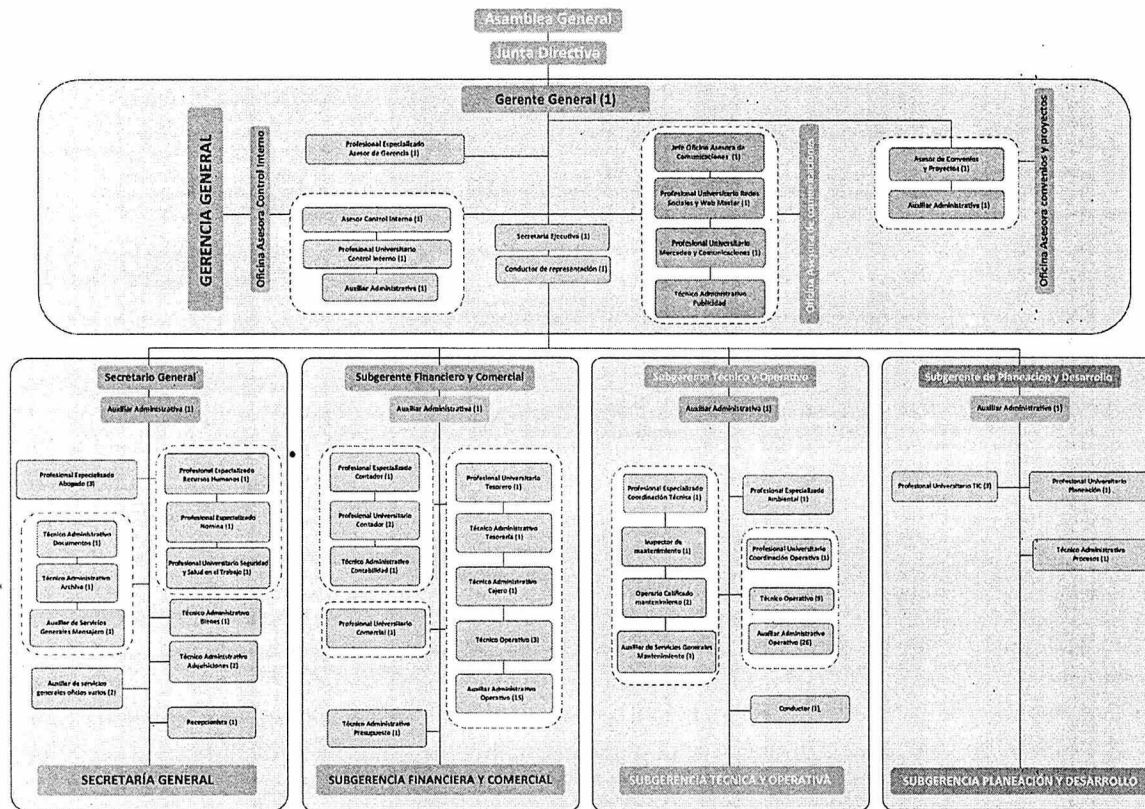 Asamblea General
Junta Directiva
Gerente General (1)
GERENCIA GENERAL
Oficina Asesora Control Interno
Profesional Especializado
Asesor de Gerencia (1)
Asesor Control Interno (1)
Profesional Universitario
Control Interno (1)
Auxiliar Administrativa (1)
Secretaria Ejecutiva (1)
Conductor de representación (1)
Jefe Oficina Asesora de
Comunicaciones (1)
Profesional Universitario Redes
Sociales y Web Master (1)
Profesional Universitario
Mercadeo y Comunicaciones (1)
Técnico Administrativo
Publicidad
Oficina Asesora de comunicaciones
Asesor de Convenios
y Proyectos (1)
Auxiliar Administrativa (1)
Oficina Asesora convenios y proyectos
Secretario General
Auxiliar Administrativa (1)
Profesional Especializado
Abogado (3)
Profesional Especializado
Recursos Humanos (1)
Profesional Especializado
Nomina (1)
Profesional Universitario Seguridad
y Salud en el Trabajo (1)
Técnico Administrativo
Documentos (1)
Técnico Administrativo
Archivo (1)
Auxiliar de Servicios
Generales Mensajero (1)
Técnico Administrativo
Bienes (1)
Técnico Administrativo
Adquisiciones (2)
Auxiliar de servicios
generales oficios varios (2)
Recepcionista (1)
SECRETARÍA GENERAL
Subgerente Financiero y Comercial
Auxiliar Administrativa (1)
Profesional Especializado
Contador (1)
Profesional Universitario
Contador (2)
Técnico Administrativo
Contabilidad (1)
Profesional Universitario
Comercial (1)
Profesional Universitario
Tesorero (1)
Técnico Administrativo
Tesorería (1)
Técnico Administrativo
Cajero (1)
Técnico Operativo (3)
Auxiliar Administrativo
Operativo (15)
Técnico Administrativo
Presupuesto (1)
SUBGERENCIA FINANCIERA Y COMERCIAL
Subgerente Técnico y Operativo
Auxiliar Administrativa (1)
Profesional Especializado
Coordinación Técnica (1)
Profesional Especializado
Ambiental (1)
Inspector de
mantenimiento (1)
Operario Calificado
mantenimiento (2)
Auxiliar de Servicios Generales
Mantenimiento (1)
Profesional Universitario
Coordinación Operativa (1)
Técnico Operativo (9)
Auxiliar Administrativo
Operativo (26)
Conductor (1)
SUBGERENCIA TÉCNICA Y OPERATIVA
Subgerente de Planeación y Desarrollo
Auxiliar Administrativa (1)
Profesional Universitario TIC (3)
Profesional Universitario
Planeación (1)
Técnico Administrativo
Procesos (1)
SUBGERENCIA PLANEACIÓN Y DESARROLLO